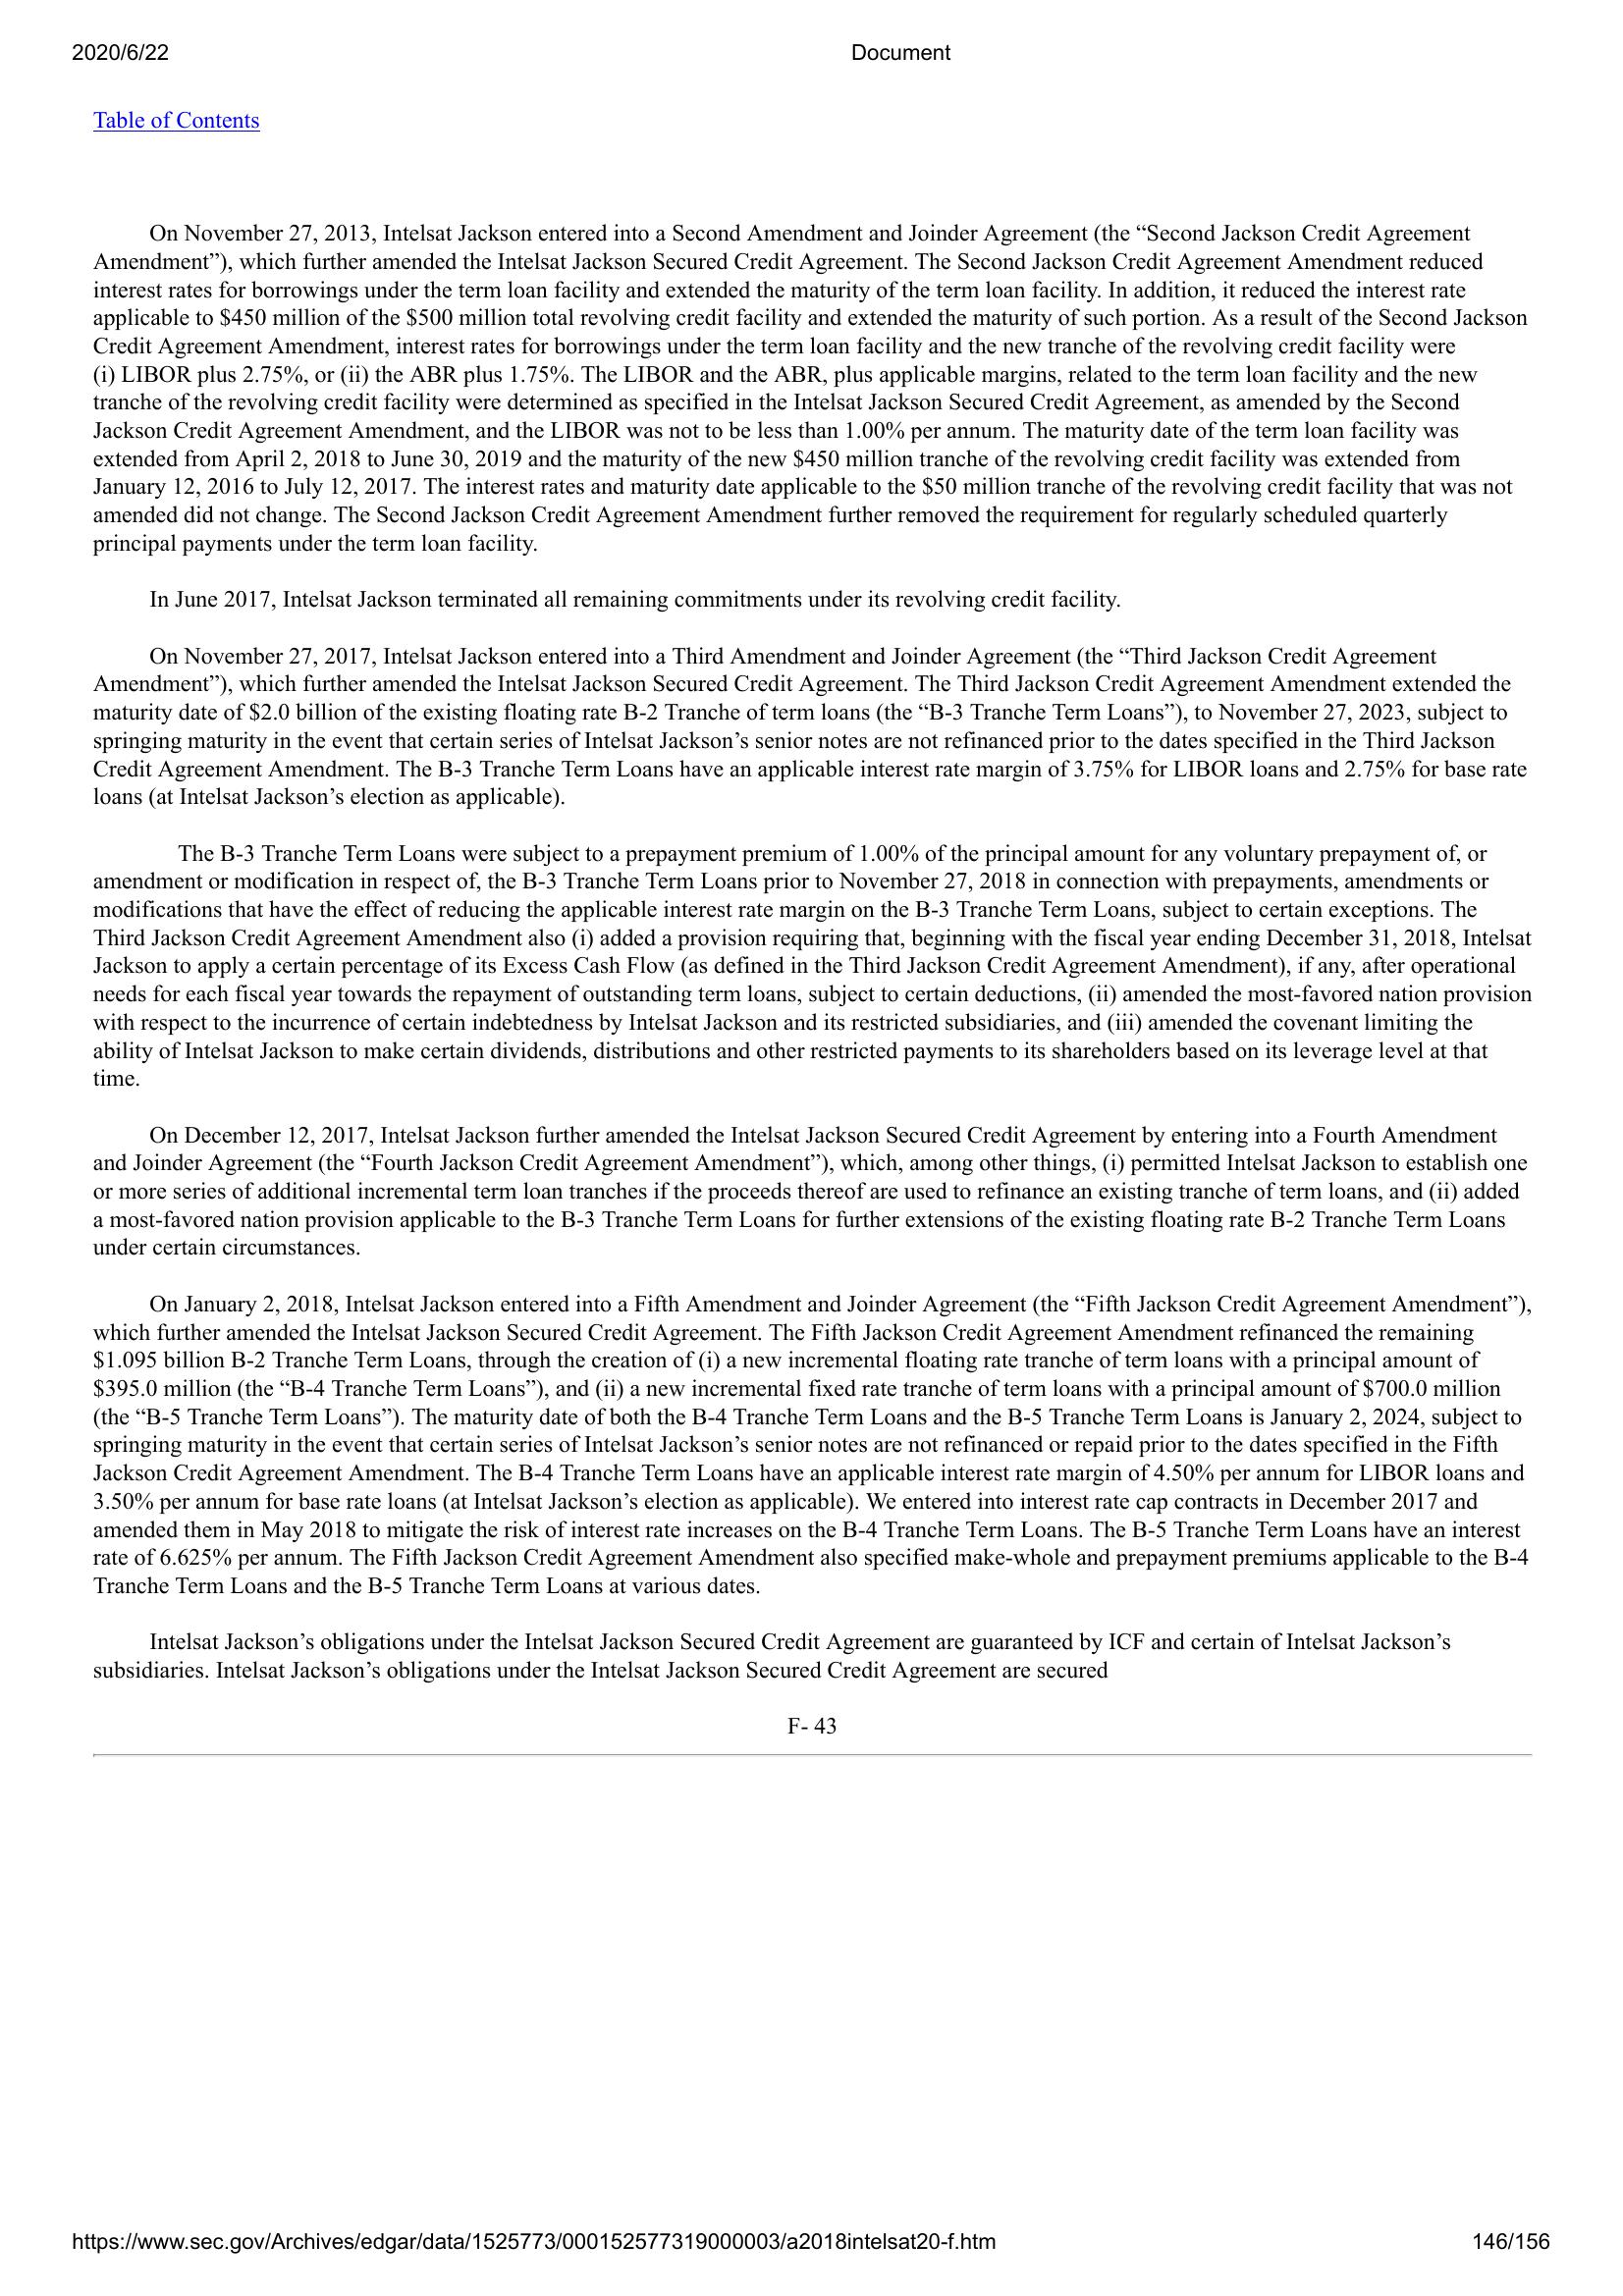 2020/6/22
Document
Table of Contents
On November 27, 2013, Intelsat Jackson entered into a Second Amendment and Joinder Agreement (the “Second Jackson Credit Agreement
Amendment”), which further amended the Intelsat Jackson Secured Credit Agreement. The Second Jackson Credit Agreement Amendment reduced
interest rates for borrowings under the term loan facility and extended the maturity of the term loan facility. In addition, it reduced the interest rate
applicable to $450 million of the $500 million total revolving credit facility and extended the maturity of such portion. As a result of the Second Jackson
Credit Agreement Amendment, interest rates for borrowings under the term loan facility and the new tranche of the revolving credit facility were
(i) LIBOR plus 2.75%, or (ii) the ABR plus 1.75%. The LIBOR and the ABR, plus applicable margins, related to the term loan facility and the new
tranche of the revolving credit facility were determined as specified in the Intelsat Jackson Secured Credit Agreement, as amended by the Second
Jackson Credit Agreement Amendment, and the LIBOR was not to be less than 1.00% per annum. The maturity date of the term loan facility was
extended from April 2, 2018 to June 30, 2019 and the maturity of the new $450 million tranche of the revolving credit facility was extended from
January 12, 2016 to July 12, 2017. The interest rates and maturity date applicable to the $50 million tranche of the revolving credit facility that was not
amended did not change. The Second Jackson Credit Agreement Amendment further removed the requirement for regularly scheduled quarterly
principal payments under the term loan facility.
In June 2017, Intelsat Jackson terminated all remaining commitments under its revolving credit facility.
On November 27, 2017, Intelsat Jackson entered into a Third Amendment and Joinder Agreement (the “Third Jackson Credit Agreement
Amendment”), which further amended the Intelsat Jackson Secured Credit Agreement. The Third Jackson Credit Agreement Amendment extended the
maturity date of $2.0 billion of the existing floating rate B-2 Tranche of term loans (the “B-3 Tranche Term Loans”), to November 27, 2023, subject to
springing maturity in the event that certain series of Intelsat Jackson’s senior notes are not refinanced prior to the dates specified in the Third Jackson
Credit Agreement Amendment. The B-3 Tranche Term Loans have an applicable interest rate margin of 3.75% for LIBOR loans and 2.75% for base rate
loans (at Intelsat Jackson’s election as applicable).
The B-3 Tranche Term Loans were subject to a prepayment premium of 1.00% of the principal amount for any voluntary prepayment of, or
amendment or modification in respect of, the B-3 Tranche Term Loans prior to November 27, 2018 in connection with prepayments, amendments or
modifications that have the effect of reducing the applicable interest rate margin on the B-3 Tranche Term Loans, subject to certain exceptions. The
Third Jackson Credit Agreement Amendment also (i) added a provision requiring that, beginning with the fiscal year ending December 31, 2018, Intelsat
Jackson to apply a certain percentage of its Excess Cash Flow (as defined in the Third Jackson Credit Agreement Amendment), if any, after operational
needs for each fiscal year towards the repayment of outstanding term loans, subject to certain deductions, (ii) amended the most-favored nation provision
with respect to the incurrence of certain indebtedness by Intelsat Jackson and its restricted subsidiaries, and (iii) amended the covenant limiting the
ability of Intelsat Jackson to make certain dividends, distributions and other restricted payments to its shareholders based on its leverage level at that
time.
On December 12, 2017, Intelsat Jackson further amended the Intelsat Jackson Secured Credit Agreement by entering into a Fourth Amendment
and Joinder Agreement (the “Fourth Jackson Credit Agreement Amendment”), which, among other things, (i) permitted Intelsat Jackson to establish one
or more series of additional incremental term loan tranches if the proceeds thereof are used to refinance an existing tranche of term loans, and (ii) added
a most-favored nation provision applicable to the B-3 Tranche Term Loans for further extensions of the existing floating rate B-2 Tranche Term Loans
under certain circumstances.
On January 2, 2018, Intelsat Jackson entered into a Fifth Amendment and Joinder Agreement (the “Fifth Jackson Credit Agreement Amendment”),
which further amended the Intelsat Jackson Secured Credit Agreement. The Fifth Jackson Credit Agreement Amendment refinanced the remaining
$1.095 billion B-2 Tranche Term Loans, through the creation of (i) a new incremental floating rate tranche of term loans with a principal amount of
$395.0 million (the “B-4 Tranche Term Loans”), and (ii) a new incremental fixed rate tranche of term loans with a principal amount of $700.0 million
(the “B-5 Tranche Term Loans”). The maturity date of both the B-4 Tranche Term Loans and the B-5 Tranche Term Loans is January 2, 2024, subject to
springing maturity in the event that certain series of Intelsat Jackson’s senior notes are not refinanced or repaid prior to the dates specified in the Fifth
Jackson Credit Agreement Amendment. The B-4 Tranche Term Loans have an applicable interest rate margin of 4.50% per annum for LIBOR loans and
3.50% per annum for base rate loans (at Intelsat Jackson’s election as applicable). We entered into interest rate cap contracts in December 2017 and
amended them in May 2018 to mitigate the risk of interest rate increases on the B-4 Tranche Term Loans. The B-5 Tranche Term Loans have an interest
rate of 6.625% per annum. The Fifth Jackson Credit Agreement Amendment also specified make-whole and prepayment premiums applicable to the B-4
Tranche Term Loans and the B-5 Tranche Term Loans at various dates.
Intelsat Jackson’s obligations under the Intelsat Jackson Secured Credit Agreement are guaranteed by ICF and certain of Intelsat Jackson’s
subsidiaries. Intelsat Jackson’s obligations under the Intelsat Jackson Secured Credit Agreement are secured
F- 43
https://www.sec.gov/Archives/edgar/data/1525773/000152577319000003/a2018intelsat20-f.htm
146/156